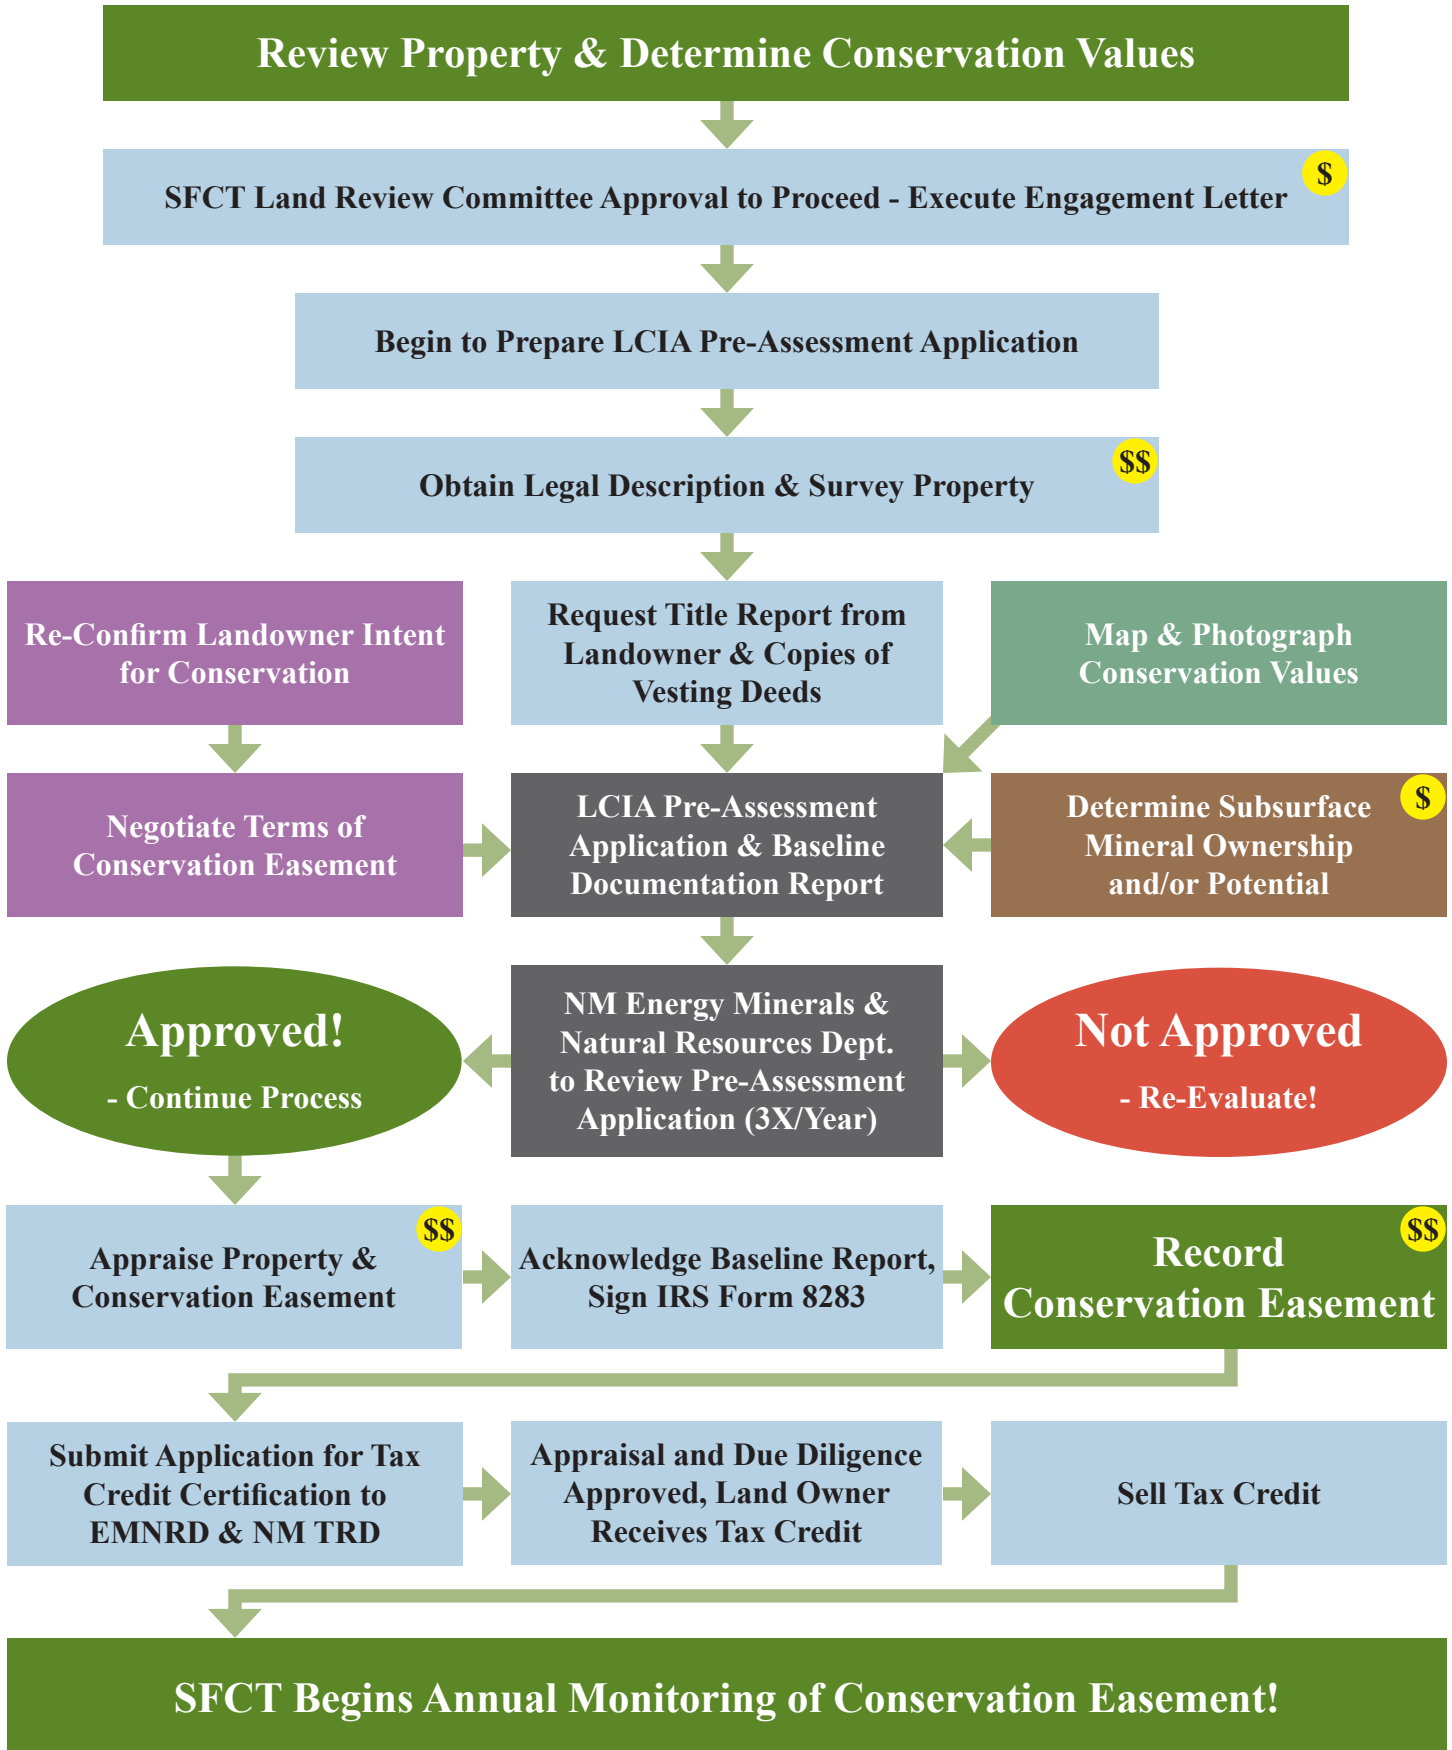 Review Property & Determine Conservation Values
$
SFCT Land Review Committee Approval to Proceed - Execute Engagement Letter
Begin to Prepare LCIA Pre-Assessment Application
$$
Obtain Legal Description & Survey Property
Re-Confirm Landowner Intent
for Conservation
Request Title Report from
Landowner & Copies of
Vesting Deeds
Map & Photograph
Conservation Values
Negotiate Terms of
Conservation Easement
LCIA Pre-Assessment
Application & Baseline
Documentation Report
$
Determine Subsurface
Mineral Ownership
and/or Potential
Approved!
- Continue Process
NM Energy Minerals &
Natural Resources Dept.
to Review Pre-Assessment
Application (3X/Year)
Not Approved
- Re-Evaluate!
$$
Appraise Property &
Conservation Easement
Acknowledge Baseline Report,
Sign IRS Form 8283
$$
Record
Conservation Easement
Submit Application for Tax
Credit Certification to
EMNRD & NM TRD
Appraisal and Due Diligence
Approved, Land Owner
Receives Tax Credit
Sell Tax Credit
SFCT Begins Annual Monitoring of Conservation Easement!